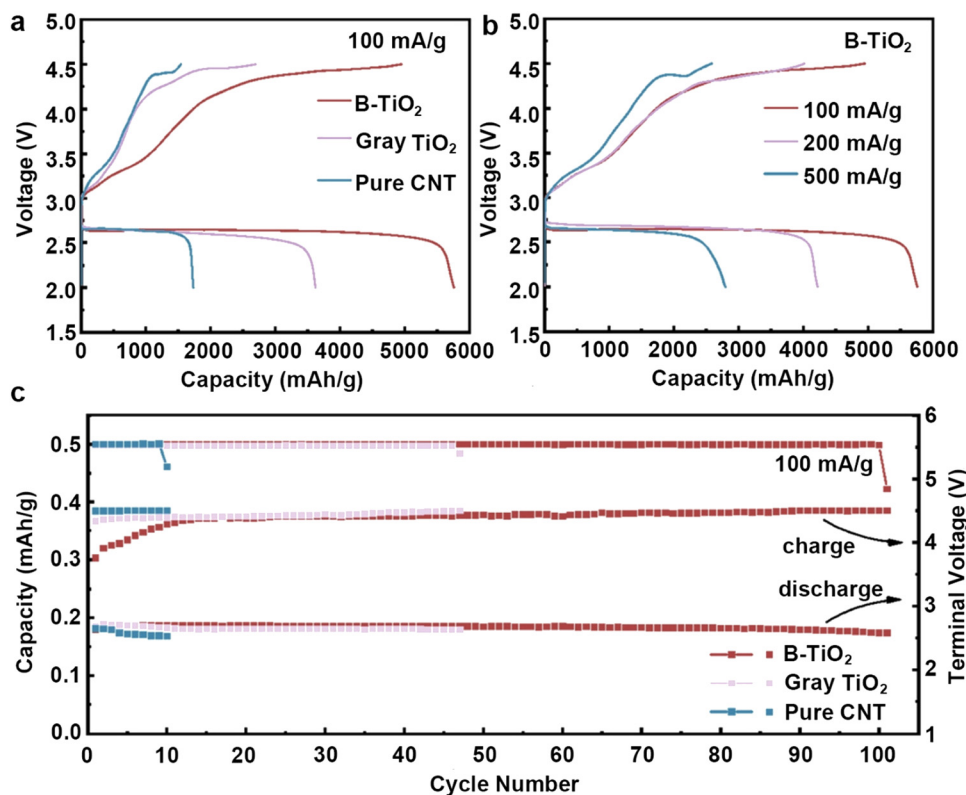 a
100 mA/g
B-TiO₂
Gray TiO₂
Pure CNT
Voltage (V)
5.0
4.5
4.0
3.5
3.0
2.5
2.0
1.5
0 1000 2000 3000 4000 5000 6000
Capacity (mAh/g)
b
B-TiO₂
100 mA/g
200 mA/g
500 mA/g
Voltage (V)
5.0
4.5
4.0
3.5
3.0
2.5
2.0
1.5
0 1000 2000 3000 4000 5000 6000
Capacity (mAh/g)
c
100 mA/g
charge
discharge
B-TiO₂
Gray TiO₂
Pure CNT
Capacity (mAh/g)
0.5
0.4
0.3
0.2
0.1
0.0
Terminal Voltage (V)
6
5
4
3
2
1
0 10 20 30 40 50 60 70 80 90 100
Cycle Number